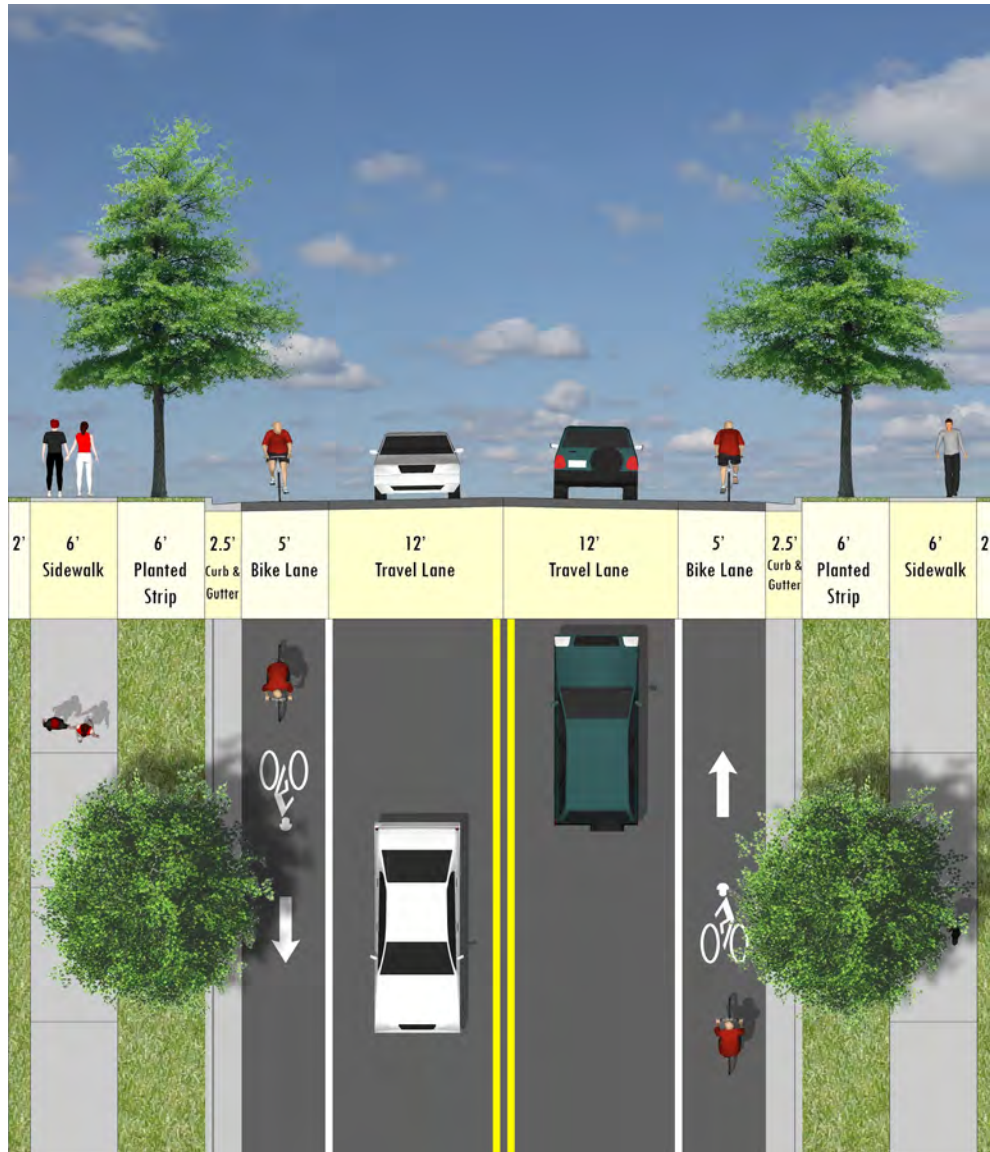 2'
6'
Sidewalk
6'
Planted
Strip
2.5'
Curb &
Gutter
5'
Bike Lane
12'
Travel Lane
12'
Travel Lane
5'
Bike Lane
2.5'
Curb &
Gutter
6'
Planted
Strip
6'
Sidewalk
2